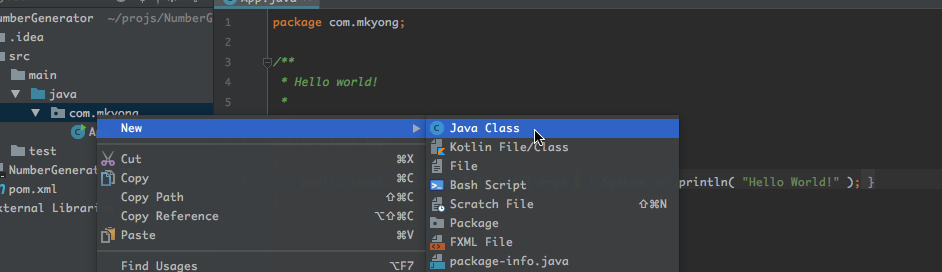 App.java
NumberGenerator ~/projs/NumberG
.idea
src
main
java
com.mkyong
test
NumberGenerat
pom.xml
xternal Librari
1 package com.mkyong;
2
3 /**
4 * Hello world!
5 *
println( "Hello World!" ); }
New
Cut ⌘X
Copy ⌘C
Copy Path ⇧⌘C
Copy Reference ⌥⇧⌘C
Paste ⌘V
Find Usages ⌥F7
Java Class
Kotlin File/Class
File
Bash Script
Scratch File ⇧⌘N
Package
FXML File
package-info.java